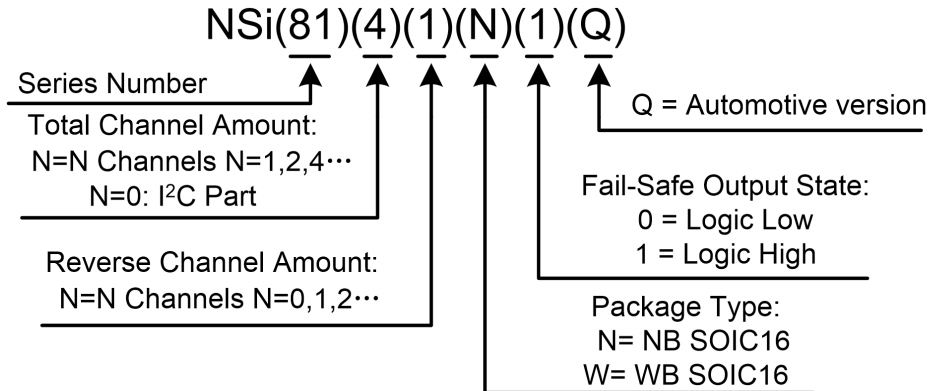 NSi(81)(4)(1)(N)(1)(Q)
Series Number
Total Channel Amount:
N=N Channels N=1,2,4···
N=0: I²C Part
Reverse Channel Amount:
N=N Channels N=0,1,2···
Q = Automotive version
Fail-Safe Output State:
0 = Logic Low
1 = Logic High
Package Type:
N= NB SOIC16
W= WB SOIC16